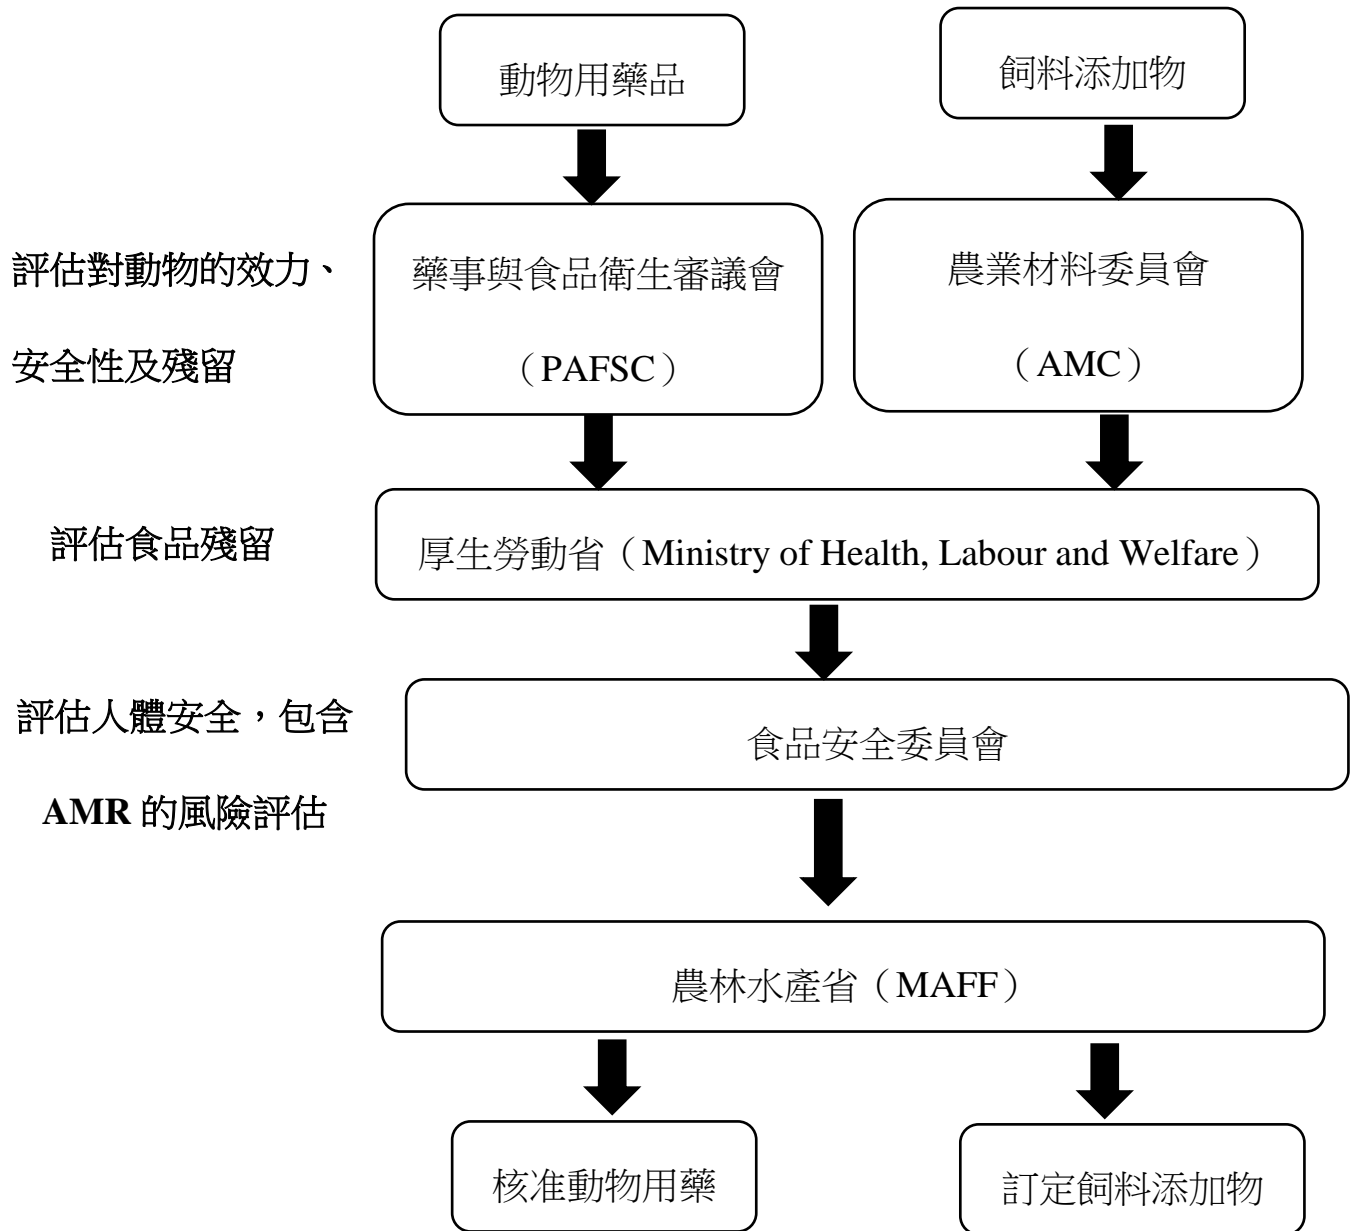 動物用藥品
飼料添加物
評估對動物的效力、
安全性及殘留
藥事與食品衛生審議會
（PAFSC）
農業材料委員會
（AMC）
評估食品殘留
厚生勞動省（Ministry of Health, Labour and Welfare）
評估人體安全，包含
AMR 的風險評估
食品安全委員會
農林水產省（MAFF）
核准動物用藥
訂定飼料添加物